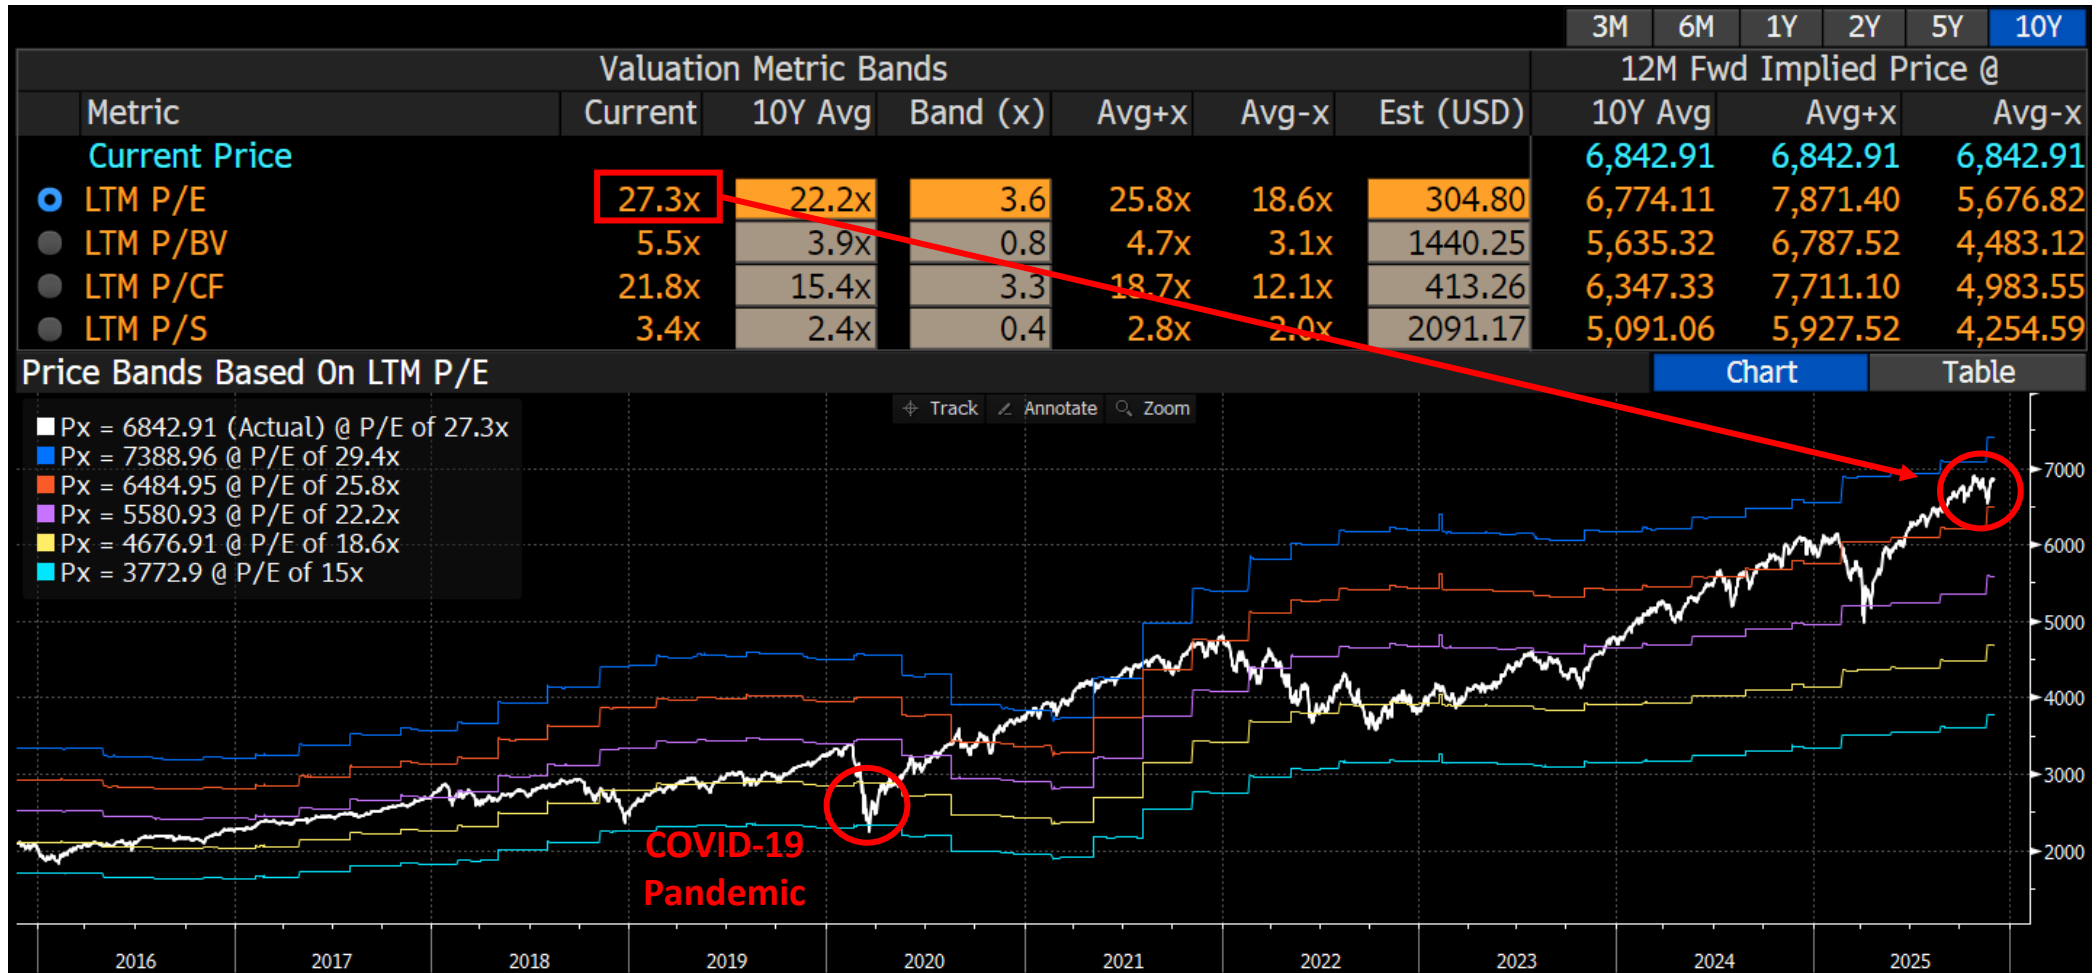 3M 6M 1Y 2Y 5Y 10Y
Valuation Metric Bands 12M Fwd Implied Price @
Metric Current 10Y Avg Band (x) Avg+x Avg-x Est (USD) 10Y Avg Avg+x Avg-x
Current Price 6,842.91 6,842.91 6,842.91
LTM P/E 27.3x 22.2x 3.6 25.8x 18.6x 304.80 6,774.11 7,871.40 5,676.82
LTM P/BV 5.5x 3.9x 0.8 4.7x 3.1x 1440.25 5,635.32 6,787.52 4,483.12
LTM P/CF 21.8x 15.4x 3.3 18.7x 12.1x 413.26 6,347.33 7,711.10 4,983.55
LTM P/S 3.4x 2.4x 0.4 2.8x 2.0x 2091.17 5,091.06 5,927.52 4,254.59
Price Bands Based On LTM P/E Chart Table
Track Annotate Zoom
Px = 6842.91 (Actual) @ P/E of 27.3x
Px = 7388.96 @ P/E of 29.4x
Px = 6484.95 @ P/E of 25.8x
Px = 5580.93 @ P/E of 22.2x
Px = 4676.91 @ P/E of 18.6x
Px = 3772.9 @ P/E of 15x
7000
6000
5000
4000
3000
2000
COVID-19
Pandemic
2016 2017 2018 2019 2020 2021 2022 2023 2024 2025